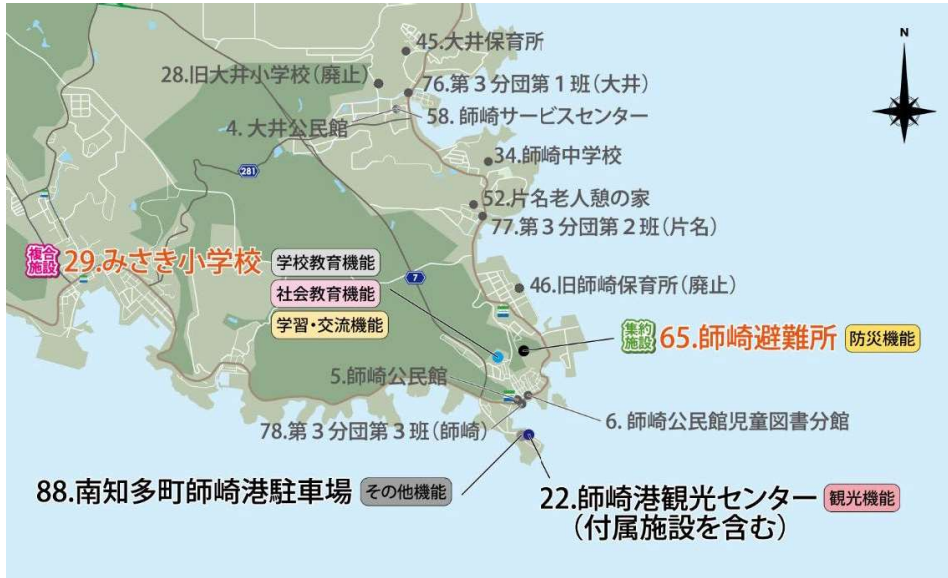 N
45.大井保育所
28.旧大井小学校(廃止)
76.第3分団第1班(大井)
4.大井公民館
58.師崎サービスセンター
34.師崎中学校
281
52.片名老人憩の家
77.第3分団第2班(片名)
複合
施設
29.みさき小学校
学校教育機能
社会教育機能
学習・交流機能
7
46.旧師崎保育所(廃止)
集約
施設
65.師崎避難所
防災機能
5.師崎公民館
6.師崎公民館児童図書分館
78.第3分団第3班(師崎)
88.南知多町師崎港駐車場
その他機能
22.師崎港観光センター
(付属施設を含む)
観光機能